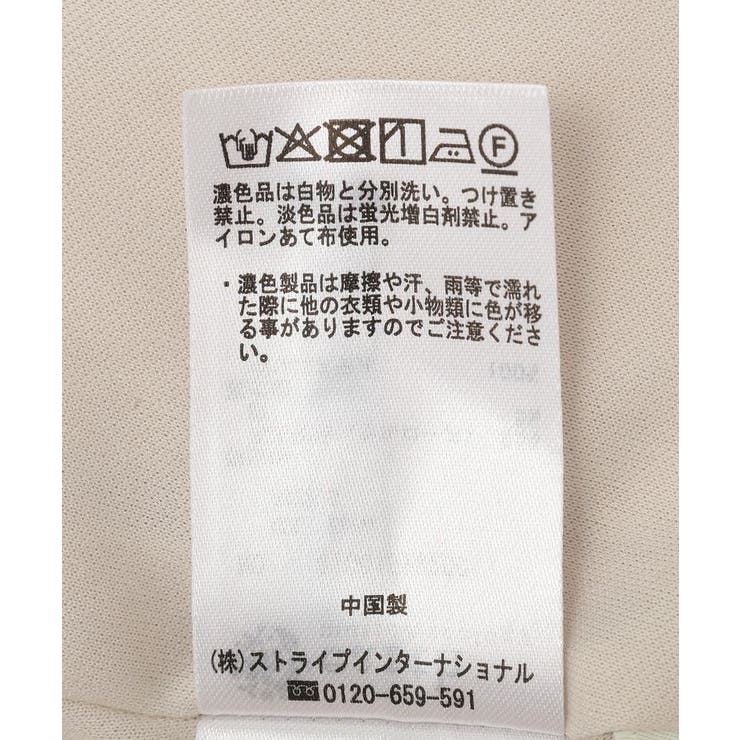 F
濃色品は白物と分別洗い。つけ置き
禁止。淡色品は蛍光増白剤禁止。ア
イロンあて布使用。
・濃色製品は摩擦や汗、雨等で濡れ
た際に他の衣類や小物類に色が移
る事がありますのでご注意くださ
い。
中国製
(株)ストライプインターナショナル
0120-659-591